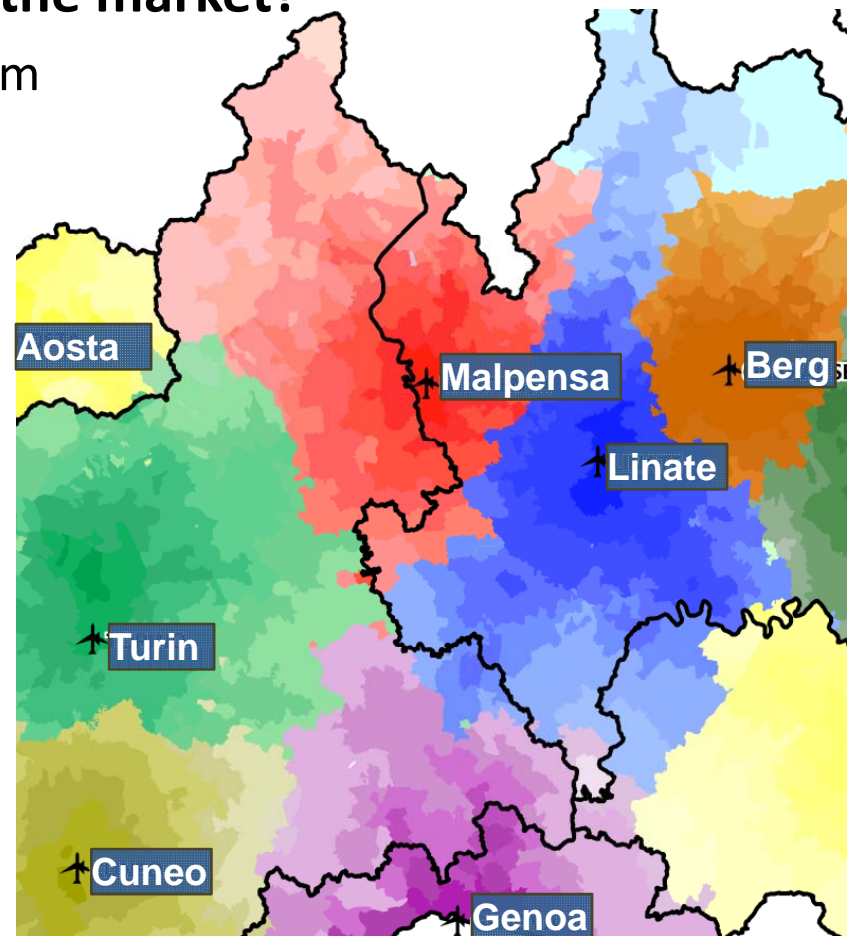 the market?
m
Aosta
Malpensa
Berg
Linate
Turin
Cuneo
Genoa